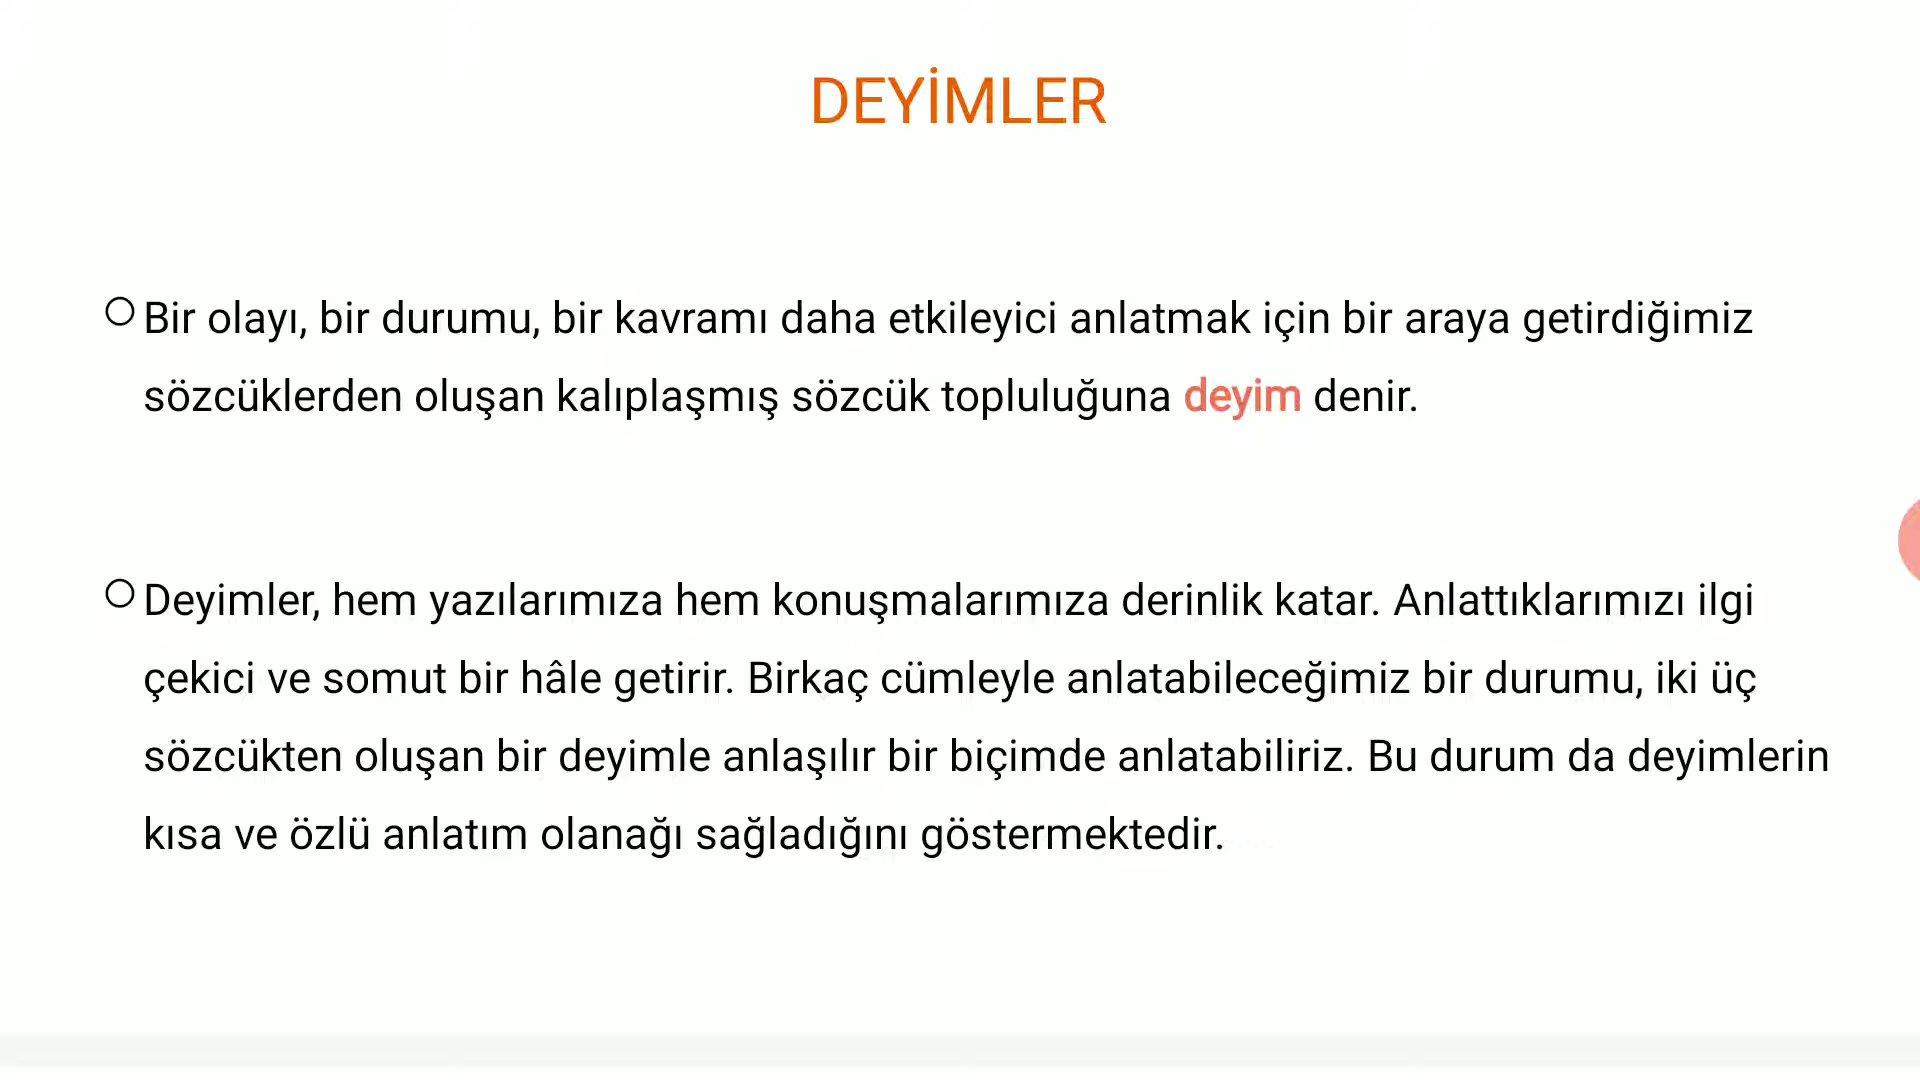 DEYİMLER
Bir olayı, bir durumu, bir kavramı daha etkileyici anlatmak için bir araya getirdiğimiz
sözcüklerden oluşan kalıplaşmış sözcük topluluğuna deyim denir.
Deyimler, hem yazılarımıza hem konuşmalarımıza derinlik katar. Anlattıklarımızı ilgi
çekici ve somut bir hâle getirir. Birkaç cümleyle anlatabileceğimiz bir durumu, iki üç
sözcükten oluşan bir deyimle anlaşılır bir biçimde anlatabiliriz. Bu durum da deyimlerin
kısa ve özlü anlatım olanağı sağladığını göstermektedir.